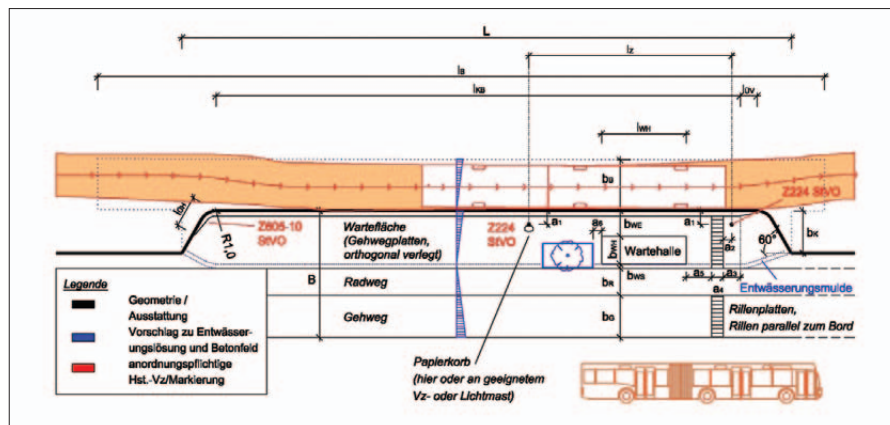 L
lZ
lB
lKB
lÜV
lWH
bB
Z224 StVO
lÜH
Z605-10
StVO
R1,0
Wartefläche
(Gehwegplatten,
orthogonal verlegt)
Z224
StVO
a1
a6
bWE
a1
a2
bK
60°
bWH
Wartehalle
B
bWS
a5
a3
Entwässerungsmulde
Radweg
bR
a4
Gehweg
bG
Rillenplatten,
Rillen parallel zum Bord
Legende
Geometrie /
Ausstattung
Vorschlag zu Entwässer-
ungslösung und Betonfeld
anordnungspflichtige
Hst.-Vz/Markierung
Papierkorb
(hier oder an geeignetem
Vz- oder Lichtmast)